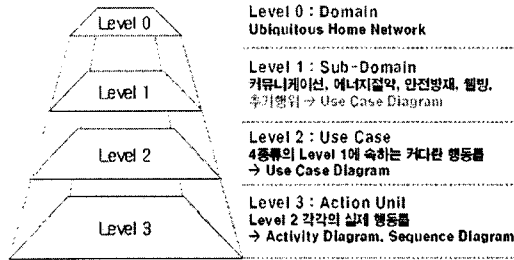 Level 0
Level 1
Level 2
Level 3
Level 0 : Domain
Ubiquitous Home Network
Level 1 : Sub-Domain
커뮤니케이션, 에너지절약, 안전방재, 웰빙,
추가행위 → Use Case Diagram
Level 2 : Use Case
4종류의 Level 1에 속하는 커다란 행동들
→ Use Case Diagram
Level 3 : Action Unit
Level 2 각각의 실제 행동들
→ Activity Diagram, Sequence Diagram